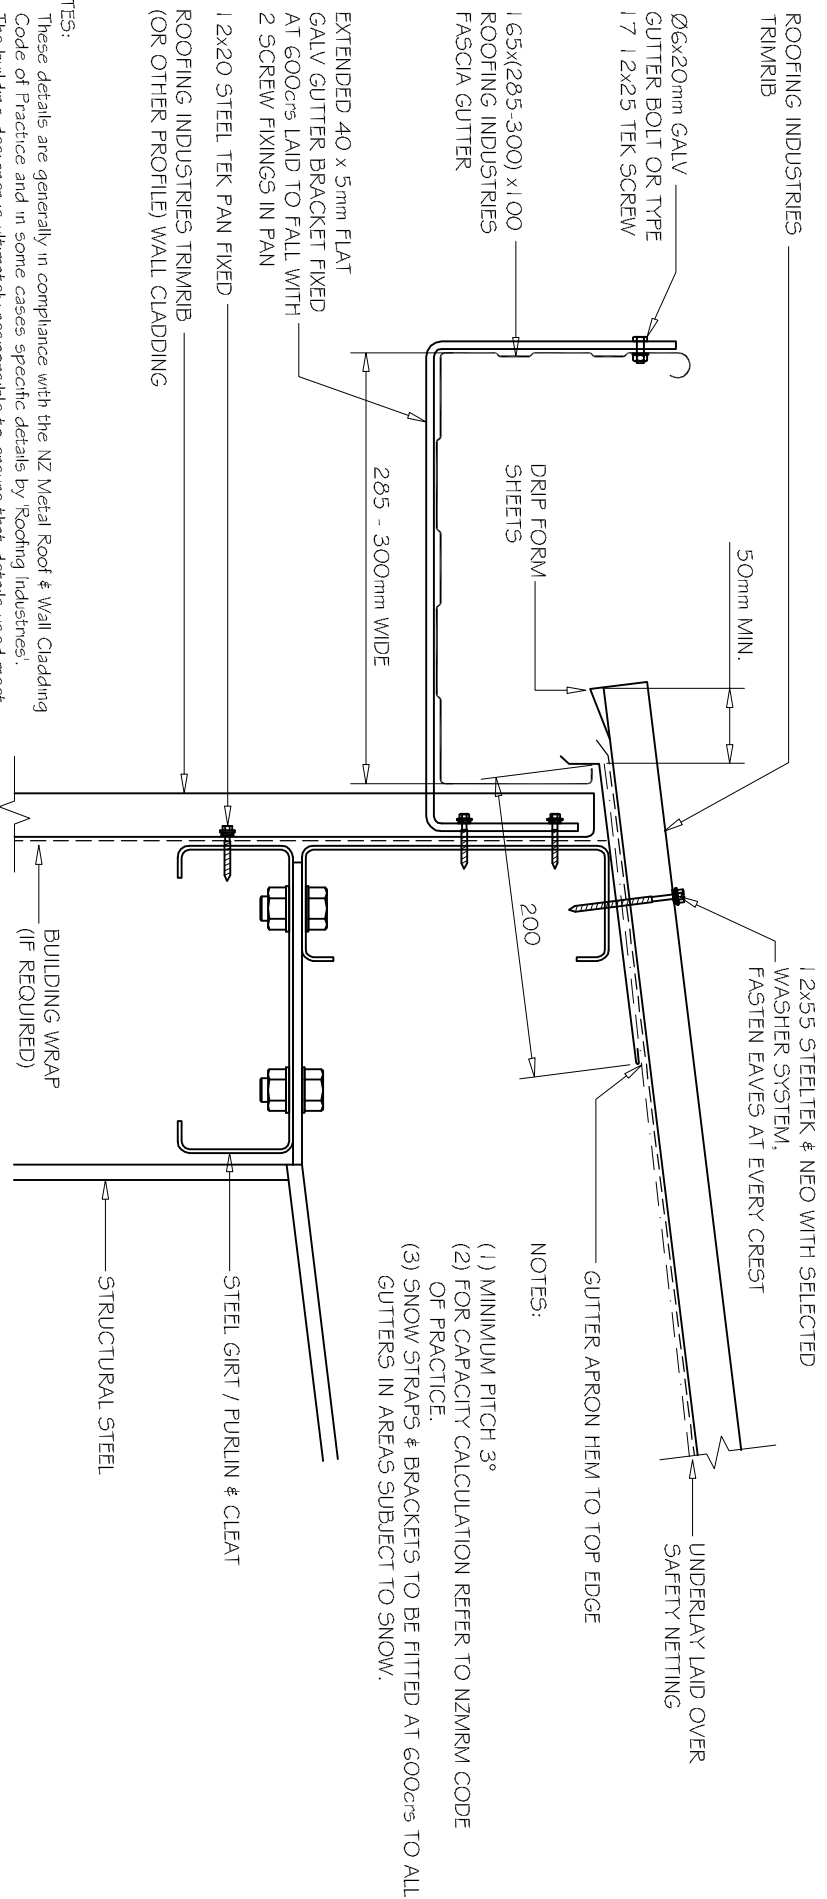 ROOFING INDUSTRIES
TRIMRIB
Ø6x20mm GALV
GUTTER BOLT OR TYPE
17 12x25 TEK SCREW
165x(285-300)x100
ROOFING INDUSTRIES
FASCIA GUTTER
EXTENDED 40 x 5mm FLAT
GALV GUTTER BRACKET FIXED
AT 600crs LAID TO FALL WITH
2 SCREW FIXINGS IN PAN
12x20 STEEL TEK PAN FIXED
ROOFING INDUSTRIES TRIMRIB
(OR OTHER PROFILE) WALL CLADDING
50mm MIN.
DRIP FORM
SHEETS
285 - 300mm WIDE
200
12x55 STEELTEK & NEO WITH SELECTED
WASHER SYSTEM,
FASTEN EAVES AT EVERY CREST
BUILDING WRAP
(IF REQUIRED)
UNDERLAY LAID OVER
SAFETY NETTING
GUTTER APRON HEM TO TOP EDGE
NOTES:
(1) MINIMUM PITCH 3°
(2) FOR CAPACITY CALCULATION REFER TO NZMRM CODE
OF PRACTICE.
(3) SNOW STRAPS & BRACKETS TO BE FITTED AT 600crs TO ALL
GUTTERS IN AREAS SUBJECT TO SNOW.
STEEL GIRT / PURLIN & CLEAT
STRUCTURAL STEEL
TES:
These details are generally in compliance with the NZ Metal Roof & Wall Cladding
Code of Practice and in some cases specific details by 'Roofing Industries'.